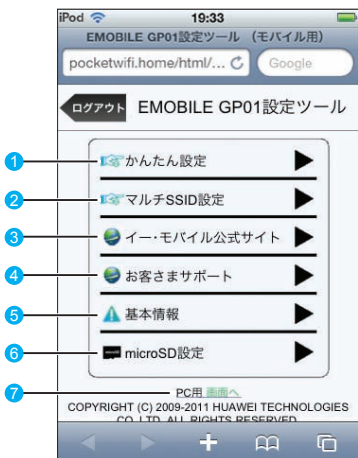 iPod 19:33
EMOBILE GP01設定ツール （モバイル用）
pocketwifi.home/html/... Google
ログアウト EMOBILE GP01設定ツール
1 かんたん設定
2 マルチSSID設定
3 イー・モバイル公式サイト
4 お客さまサポート
5 基本情報
6 microSD設定
7 PC用 画面へ
COPYRIGHT (C) 2009-2011 HUAWEI TECHNOLOGIES
CO.,LTD. ALL RIGHTS RESERVED